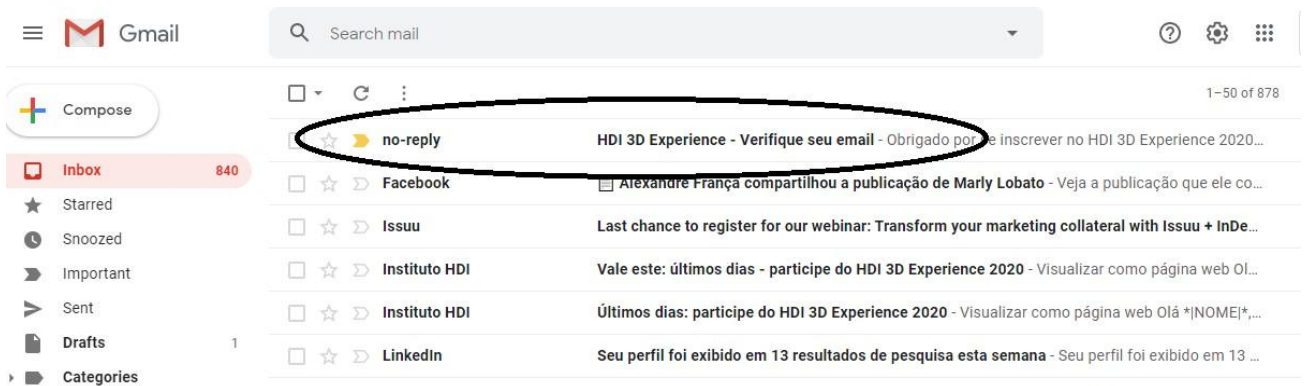 Gmail
Search mail
Compose
1–50 of 878
no-reply HDI 3D Experience - Verifique seu email - Obrigado por se inscrever no HDI 3D Experience 2020...
Inbox 840
Facebook Alexandre França compartilhou a publicação de Marly Lobato - Veja a publicação que ele co...
Starred
Issuu Last chance to register for our webinar: Transform your marketing collateral with Issuu + InDe...
Snoozed
Instituto HDI Vale este: últimos dias - participe do HDI 3D Experience 2020 - Visualizar como página web Ol...
Important
Instituto HDI Últimos dias: participe do HDI 3D Experience 2020 - Visualizar como página web Olá *|NOME|*,...
Sent
Drafts 1
LinkedIn Seu perfil foi exibido em 13 resultados de pesquisa esta semana - Seu perfil foi exibido em 13 ...
Categories